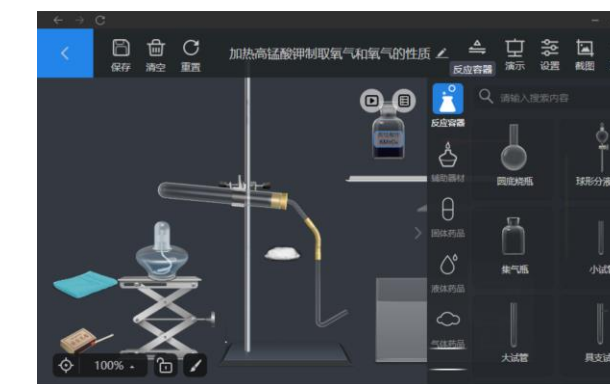 保存 清空 重置 加热高锰酸钾制取氧气和氧气的性质 演示 设置 截图
反应容器
反应容器
请输入搜索内容
辅助器材
圆底烧瓶 球形分液
固体药品
液体药品
集气瓶 小试管
气体药品
大试管 具支试
100%
KMnO₄